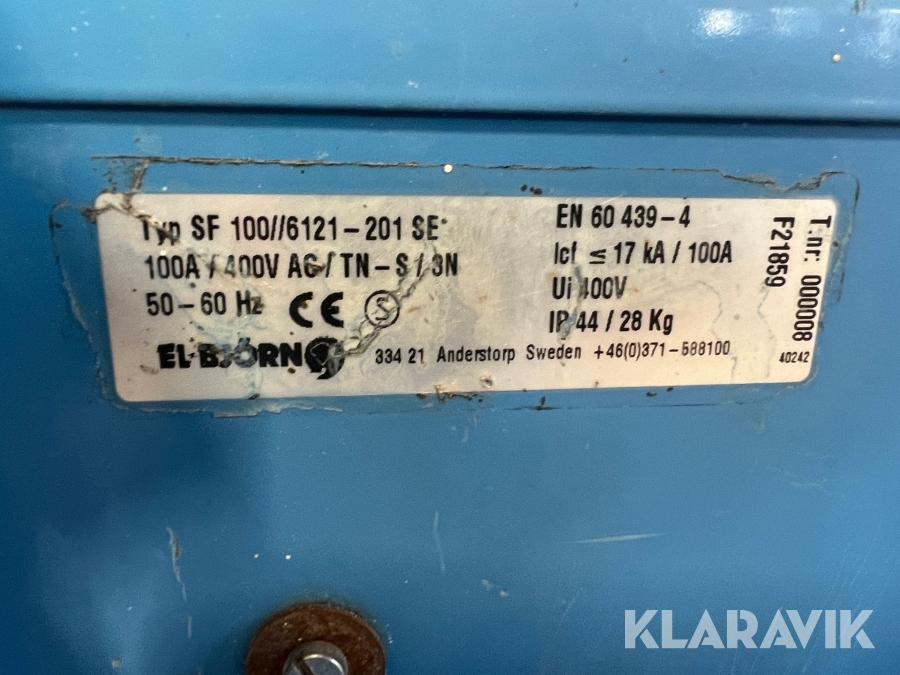 Typ SF 100//6121-201 SE
100A / 400V AC / TN-S / 3N
50-60 Hz CE S
EL-BJÖRN
EN 60 439-4
Icf ≤ 17 kA / 100A
Ui 400V
IP 44 / 28 Kg
334 21 Anderstorp Sweden +46(0)371-588100
T.nr: 000008
F21859
40242
KLARAVIK